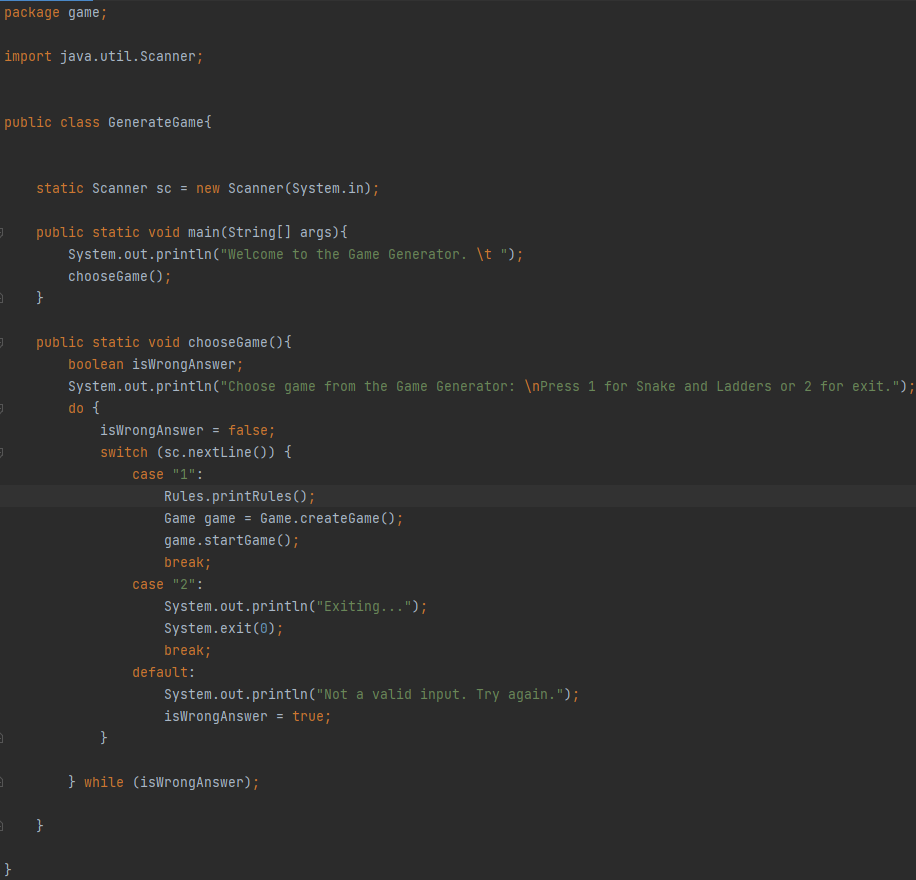 package game;
import java.util.Scanner;
public class GenerateGame{
static Scanner sc = new Scanner(System.in);
public static void main(String[] args){
System.out.println("Welcome to the Game Generator. \t ");
chooseGame();
}
public static void chooseGame(){
boolean isWrongAnswer;
System.out.println("Choose game from the Game Generator: \nPress 1 for Snake and Ladders or 2 for exit.");
do {
isWrongAnswer = false;
switch (sc.nextLine()) {
case "1":
Rules.printRules();
Game game = Game.createGame();
game.startGame();
break;
case "2":
System.out.println("Exiting...");
System.exit(0);
break;
default:
System.out.println("Not a valid input. Try again.");
isWrongAnswer = true;
}
} while (isWrongAnswer);
}
}